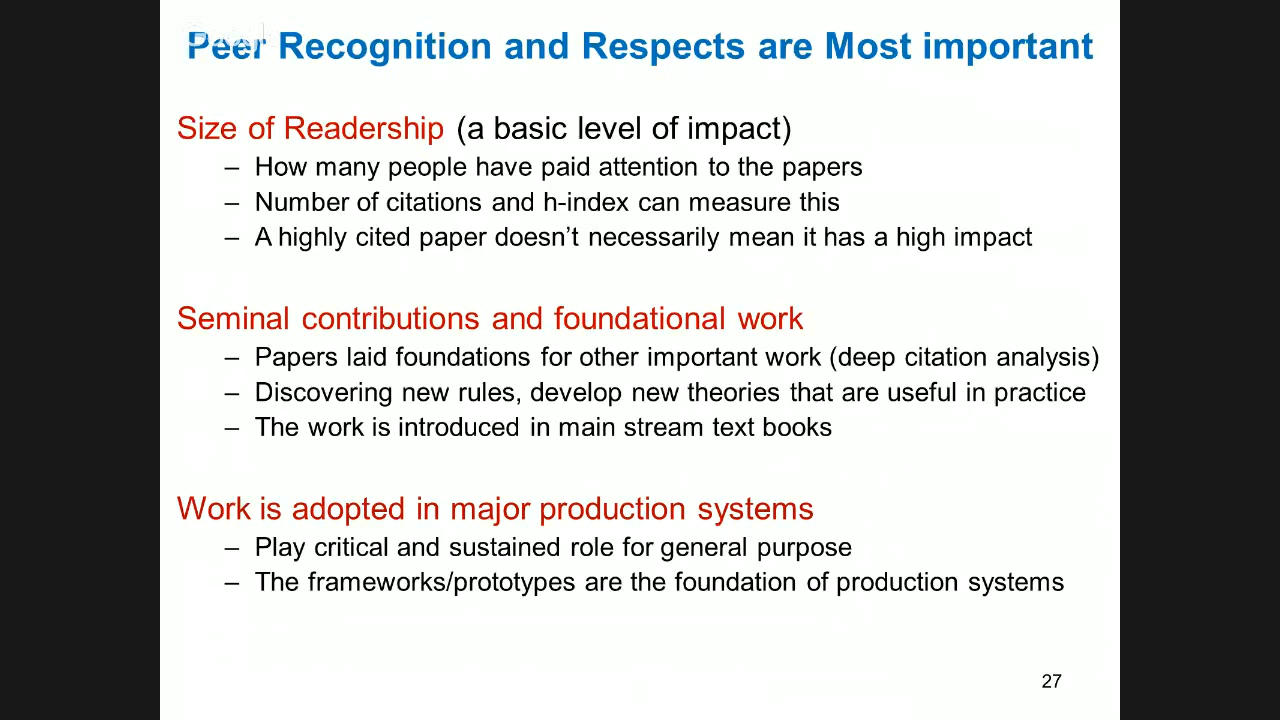 Peer Recognition and Respects are Most important
Size of Readership (a basic level of impact)
– How many people have paid attention to the papers
– Number of citations and h-index can measure this
– A highly cited paper doesn’t necessarily mean it has a high impact
Seminal contributions and foundational work
– Papers laid foundations for other important work (deep citation analysis)
– Discovering new rules, develop new theories that are useful in practice
– The work is introduced in main stream text books
Work is adopted in major production systems
– Play critical and sustained role for general purpose
– The frameworks/prototypes are the foundation of production systems
27